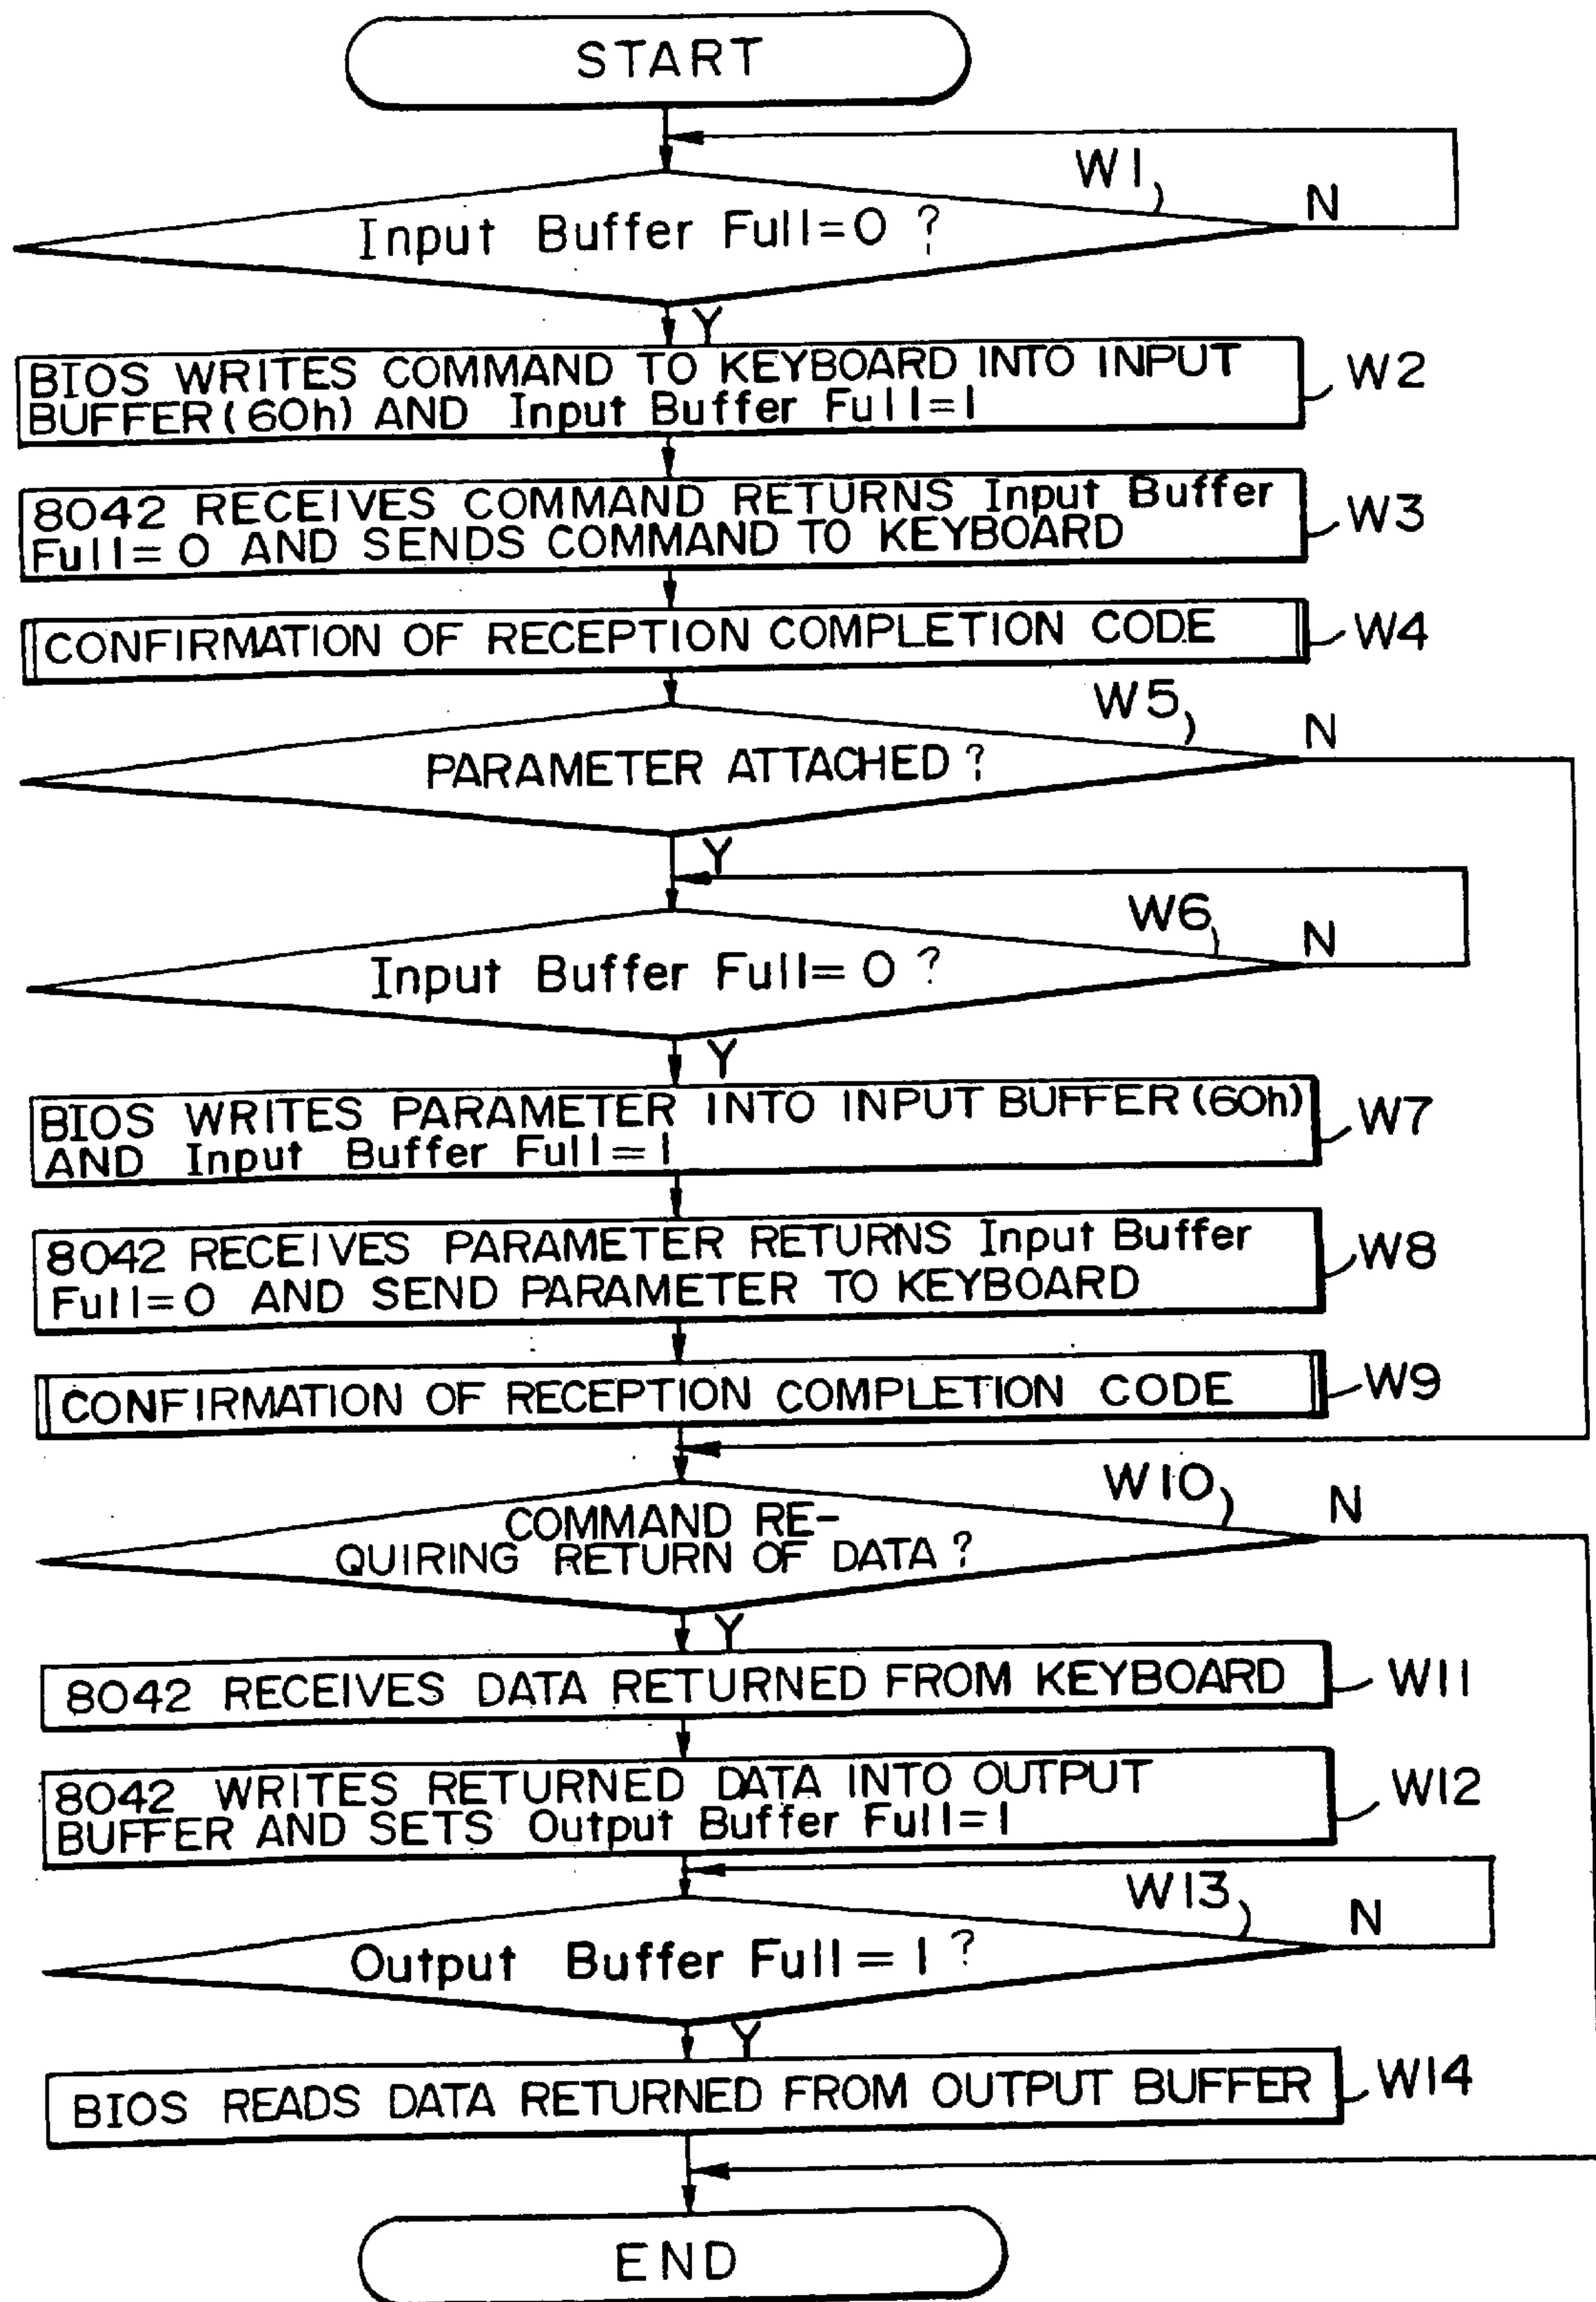 START
W1
N
Input Buffer Full=0 ?
Y
BIOS WRITES COMMAND TO KEYBOARD INTO INPUT
BUFFER(60h) AND Input Buffer Full=1
W2
8042 RECEIVES COMMAND RETURNS Input Buffer
Full=0 AND SENDS COMMAND TO KEYBOARD
W3
CONFIRMATION OF RECEPTION COMPLETION CODE
W4
W5
N
PARAMETER ATTACHED?
Y
W6
N
Input Buffer Full=0 ?
Y
BIOS WRITES PARAMETER INTO INPUT BUFFER(60h)
AND Input Buffer Full=1
W7
8042 RECEIVES PARAMETER RETURNS Input Buffer
Full=0 AND SEND PARAMETER TO KEYBOARD
W8
CONFIRMATION OF RECEPTION COMPLETION CODE
W9
W10
N
COMMAND RE-
QUIRING RETURN OF DATA?
Y
8042 RECEIVES DATA RETURNED FROM KEYBOARD
W11
8042 WRITES RETURNED DATA INTO OUTPUT
BUFFER AND SETS Output Buffer Full=1
W12
W13
N
Output Buffer Full=1?
Y
BIOS READS DATA RETURNED FROM OUTPUT BUFFER
W14
END